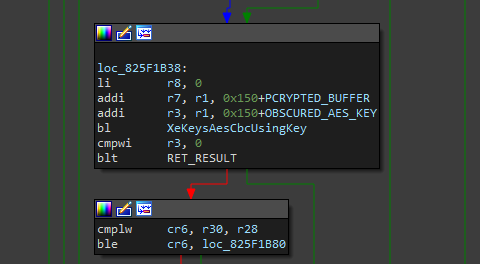 loc_825F1B38:
li r8, 0
addi r7, r1, 0x150+PCRYPTED_BUFFER
addi r3, r1, 0x150+OBSCURED_AES_KEY
bl XeKeysAesCbcUsingKey
cmpwi r3, 0
blt RET_RESULT
cmplw cr6, r30, r28
ble cr6, loc_825F1B80